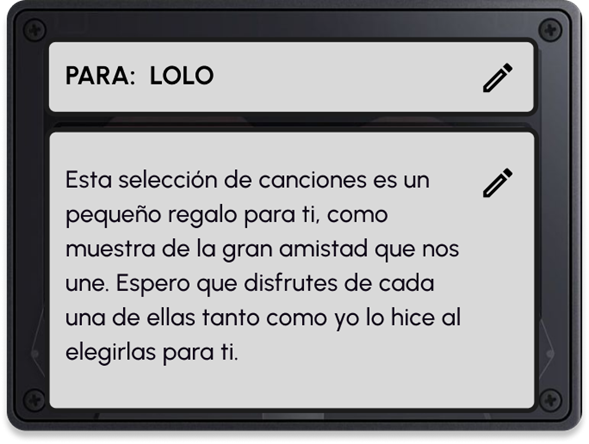 PARA: LOLO
Esta selección de canciones es un
pequeño regalo para ti, como
muestra de la gran amistad que nos
une. Espero que disfrutes de cada
una de ellas tanto como yo lo hice al
elegirlas para ti.